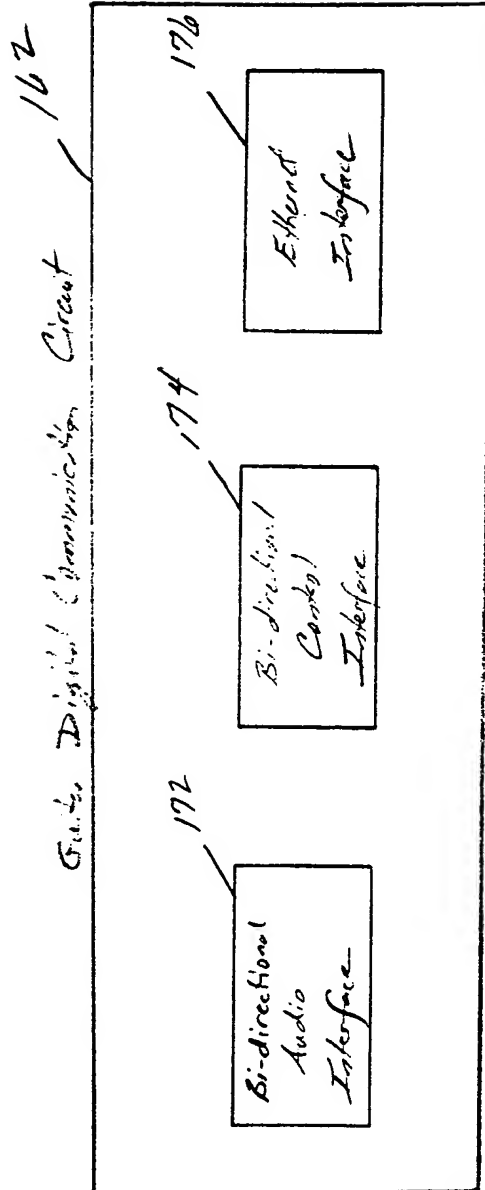 Guitar Digital Communication Circuit
162
172
Bi-directional
Audio
Interface
174
Bi-directional
Control
Interface
176
Ethernet
Interface